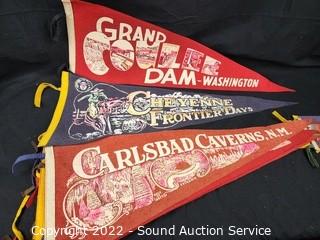 GRAND
COULEE
DAM-WASHINGTON
CHEYENNE
FRONTIER DAYS
CARLSBAD CAVERNS, N.M.
Copyright 2022 - Sound Auction Service